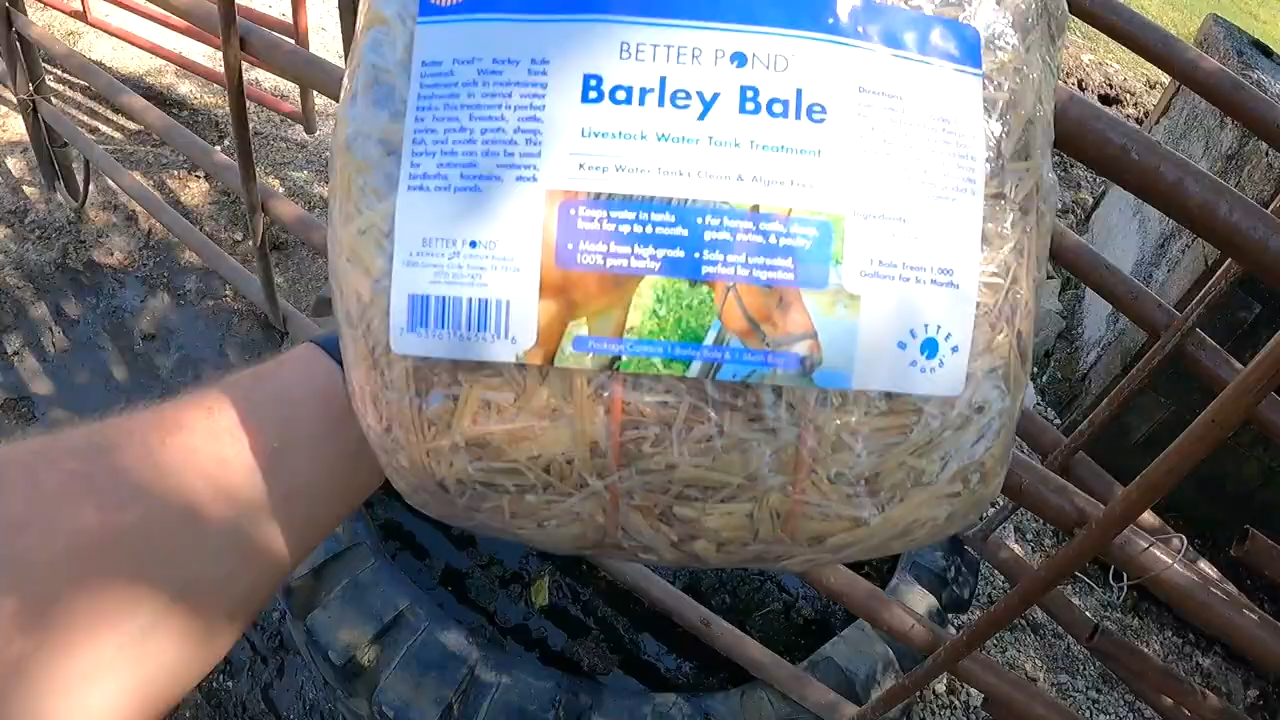 Better Pond™ Barley Bale
Livestock Water Tank
Treatment aids in maintaining
freshwater in animal water
tanks. This treatment is perfect
for horses, livestock, cattle,
swine, poultry, goats, sheep,
fish, and exotic animals. This
barley bale can also be used
for automatic waterers,
birdbaths, fountains, stock
tanks, and ponds.
BETTER POND™
BETTER POND™
Barley Bale
Livestock Water Tank Treatment
Keep Water Tanks Clean & Algae Free
• Keeps water in tanks
fresh for up to 6 months
• Made from high-grade
100% pure barley
• For horses, cattle, sheep,
goats, swine, & poultry
• Safe and untreated,
perfect for ingestion
Package Contains 1 Barley Bale & 1 Mesh Bag
Directions:
Ingredients:
1 Bale Treats 1,000
Gallons for Six Months
BETTER
Pond